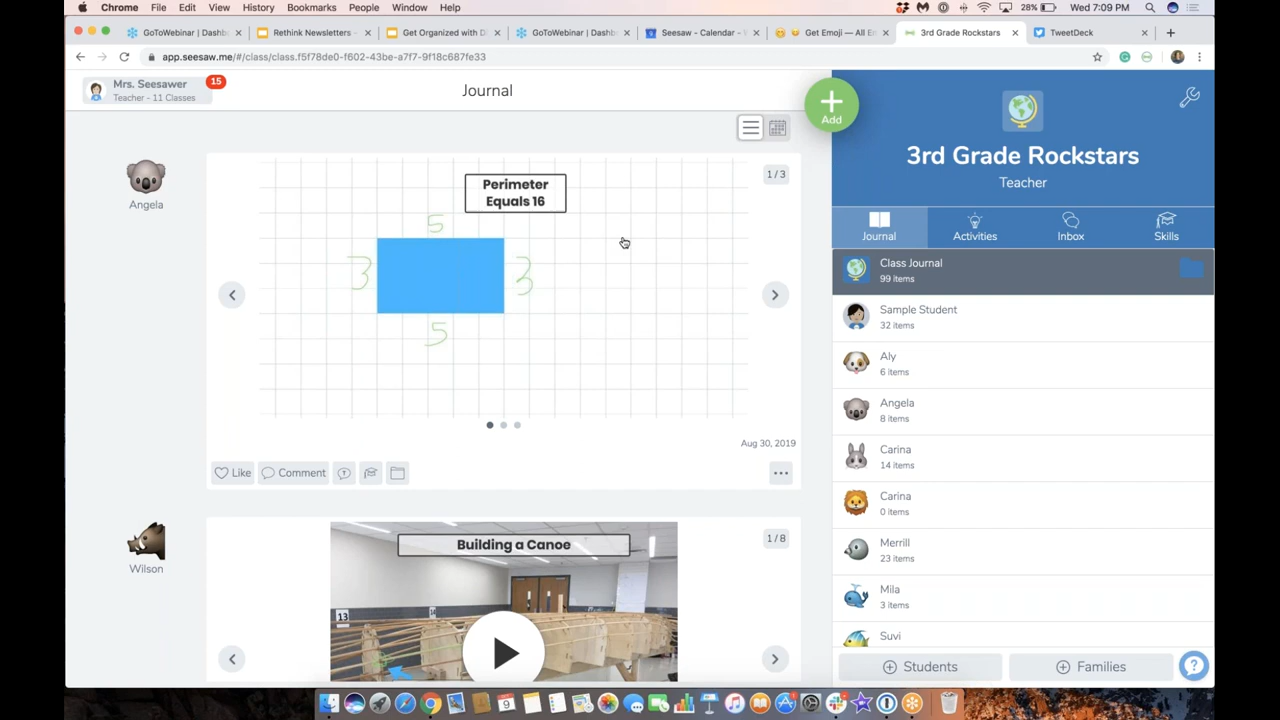 Chrome File Edit View History Bookmarks People Window Help 28% Wed 7:09 PM
GoToWebinar | Dashb Rethink Newsletters - Get Organized with D GoToWebinar | Dashb Seesaw - Calendar - Get Emoji — All E 3rd Grade Rockstars TweetDeck
app.seesaw.me/#/class/class.f5f78de0-f602-43be-a7f7-9f18c687fe33
Mrs. Seesawer
Teacher - 11 Classes
15
Journal
Add
3rd Grade Rockstars
Teacher
Journal
Activities
Inbox
Skills
Angela
Perimeter
Equals 16
1 / 3
5
3
3
5
Aug 30, 2019
Like
Comment
Wilson
Building a Canoe
1 / 8
13
Class Journal
99 items
Sample Student
32 items
Aly
6 items
Angela
8 items
Carina
14 items
Carina
0 items
Merrill
23 items
Mila
3 items
Suvi
Students
Families
?
9